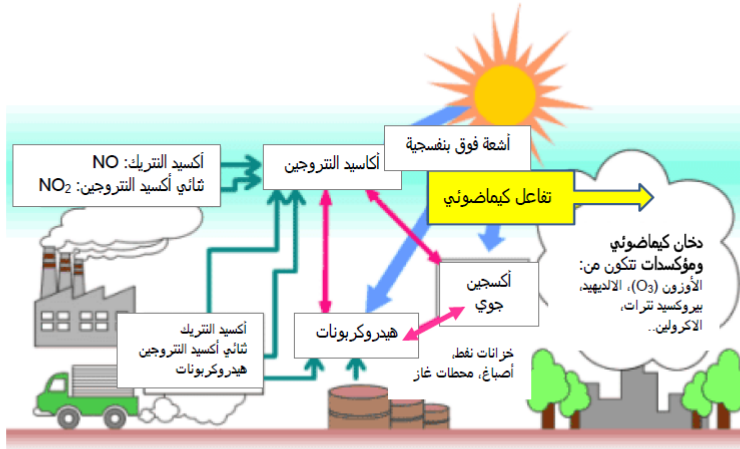 أشعة فوق بنفسجية
أكاسيد النتروجين
أكسيد النتريك: NO
ثنائي أكسيد النتروجين: NO₂
تفاعل كيماضوئي
دخان كيماضوئي
ومؤكسدات تتكون من:
الأوزون (O₃)، الالديهيد،
بيروكسيد نترات،
الاكرولين..
أكسجين
جوي
هيدروكربونات
أكسيد النتريك
ثنائي أكسيد النتروجين
هيدروكربونات
خزانات نفط،
أصباغ، محطات غاز